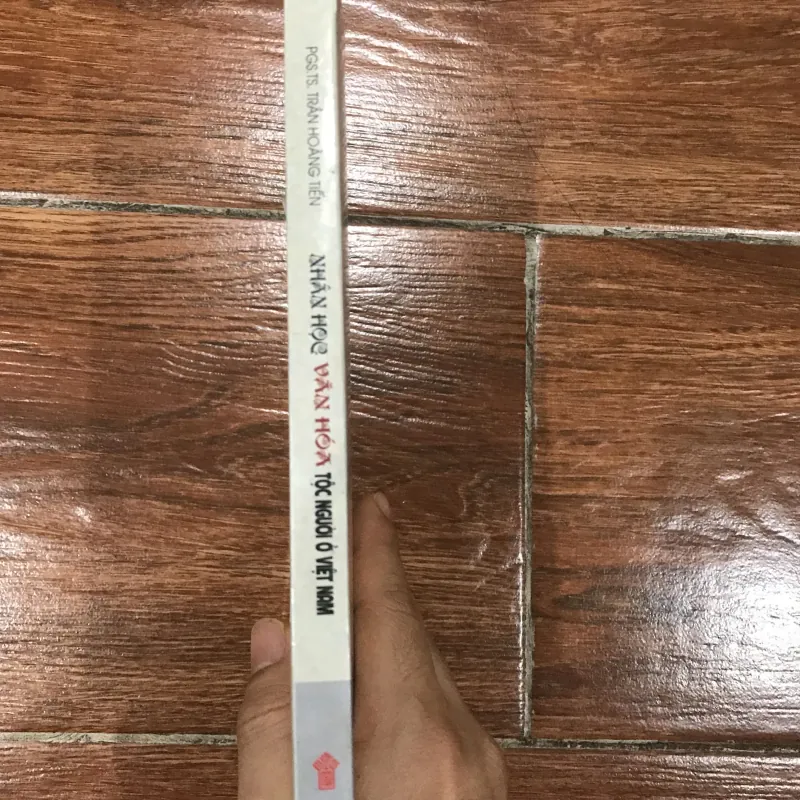 PGS.TS. TRẦN HOÀNG TIẾN
NHÂN HỌC VĂN HÓA TỘC NGƯỜI Ở VIỆT NAM